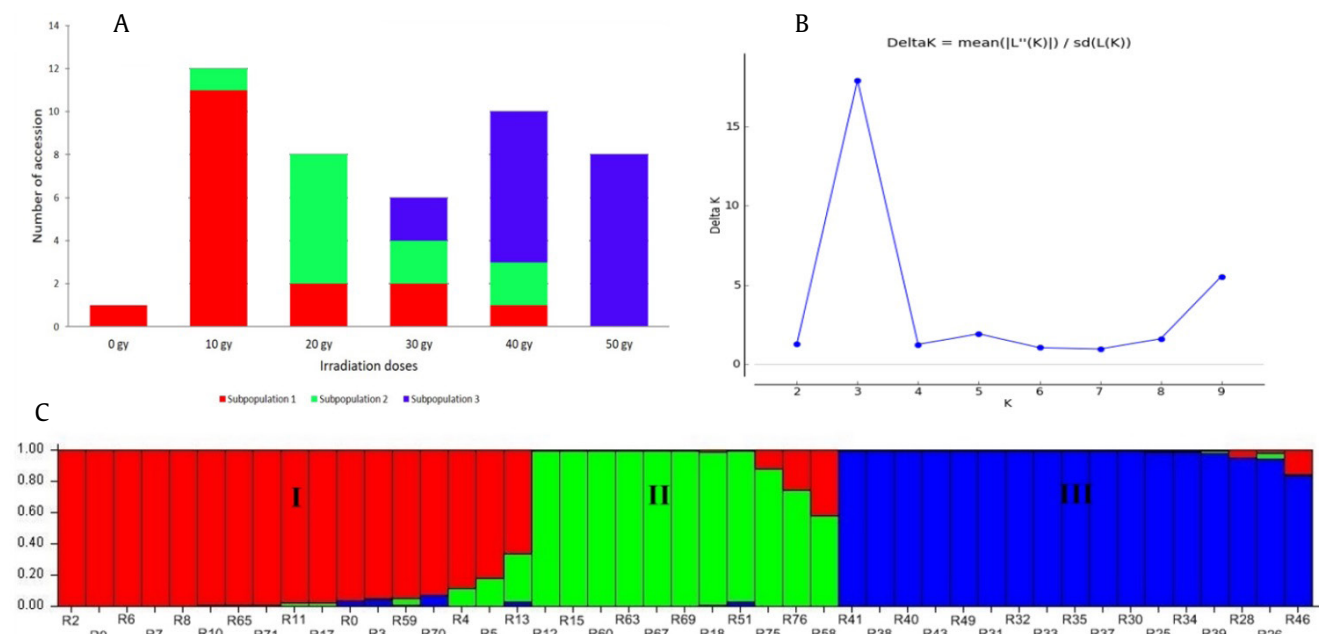 A
14
12
10
8
6
4
2
0
Number of accession
0 gy 10 gy 20 gy 30 gy 40 gy 50 gy
Irradiation doses
Subpopulation 1 Subpopulation 2 Subpopulation 3
B
DeltaK = mean(|L''(K)|) / sd(L(K))
15
10
5
0
Delta K
2 3 4 5 6 7 8 9
K
C
1.00
0.80
0.60
0.40
0.20
0.00
I II III
R2 R6 R8 R65 R11 R0 R59 R4 R13 R15 R63 R69 R51 R76 R41 R40 R49 R32 R35 R30 R34 R28 R46